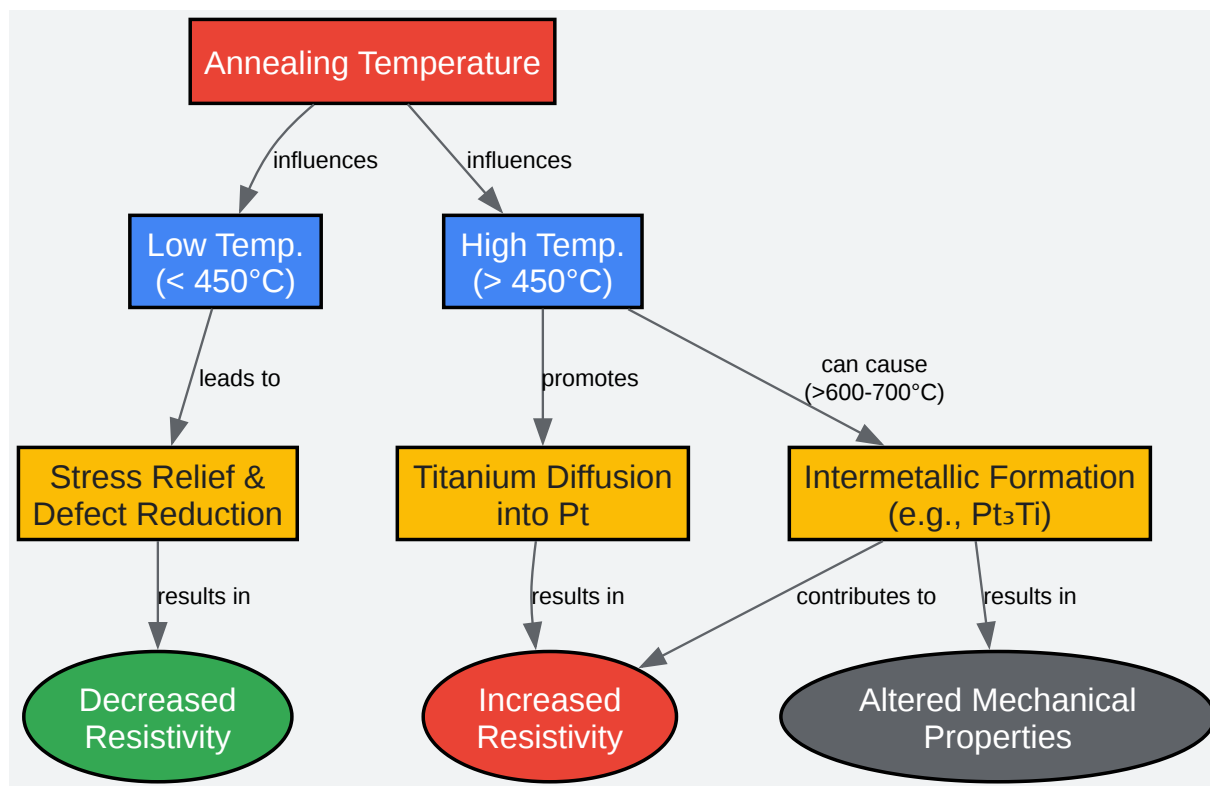 Annealing Temperature
influences
influences
Low Temp.
(< 450°C)
High Temp.
(> 450°C)
leads to
promotes
can cause
(>600-700°C)
Stress Relief &
Defect Reduction
Titanium Diffusion
into Pt
Intermetallic Formation
(e.g., Pt₃Ti)
results in
results in
contributes to
results in
Decreased
Resistivity
Increased
Resistivity
Altered Mechanical
Properties